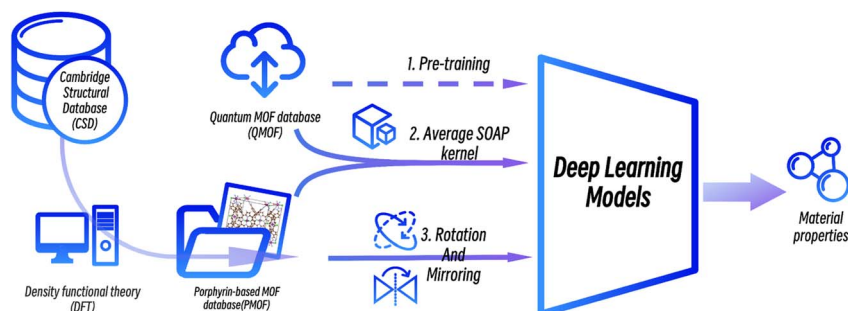 Cambridge
Structural
Database
(CSD)
Quantum MOF database
(QMOF)
1. Pre-training
2. Average SOAP
kernel
Deep Learning
Models
Material
properties
3. Rotation
And
Mirroring
Density functional theory
(DFT)
Porphyrin-based MOF
database(PMOF)